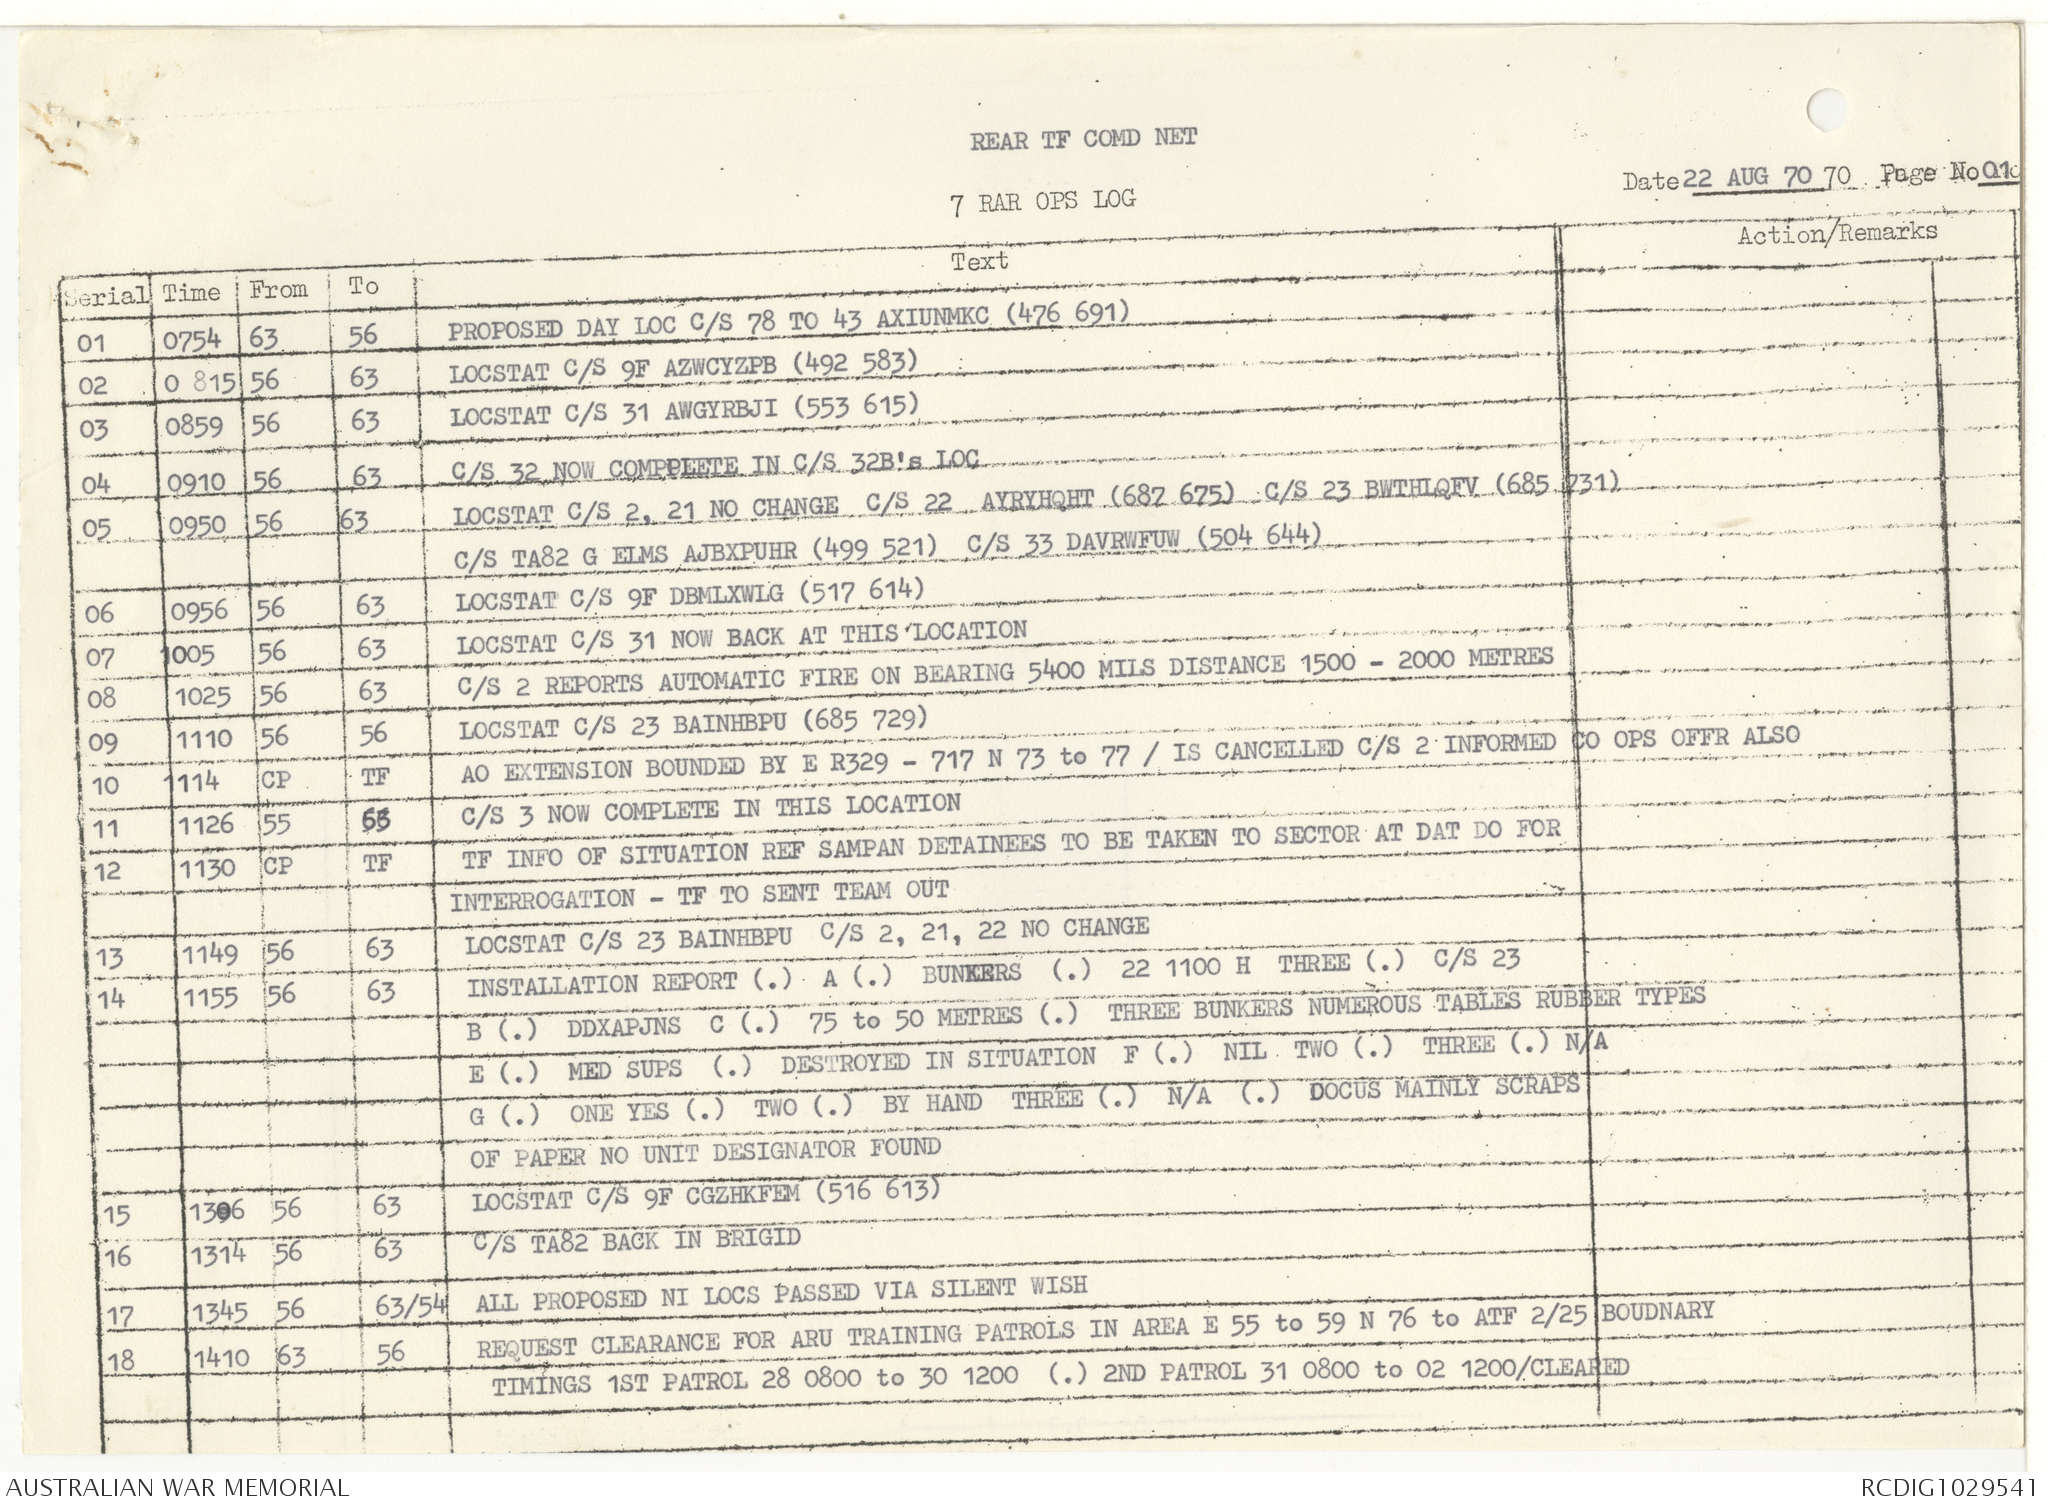 REAR TF COMD NET
7 RAR OPS LOG
Date 22 AUG 70 70 Page No 01
Serial Time From To Text Action/Remarks
01 0754 63 56 PROPOSED DAY LOC C/S 78 TO 43 AXIUNMKC (476 691)
02 0 815 56 63 LOCSTAT C/S 9F AZWCYZPB (492 583)
03 0859 56 63 LOCSTAT C/S 31 AWGYRBJI (553 615)
04 0910 56 63 C/S 32 NOW COMPPLEETE IN C/S 32B's LOC
05 0950 56 63 LOCSTAT C/S 2, 21 NO CHANGE C/S 22 AYRYHQHT (687 675) C/S 23 BWTHLQFV (685 731)
C/S TA82 G ELMS AJBXPUHR (499 521) C/S 33 DAVRWFUW (504 644)
06 0956 56 63 LOCSTAT C/S 9F DBMLXWLG (517 614)
07 1005 56 63 LOCSTAT C/S 31 NOW BACK AT THIS LOCATION
08 1025 56 63 C/S 2 REPORTS AUTOMATIC FIRE ON BEARING 5400 MILS DISTANCE 1500 - 2000 METRES
09 1110 56 56 LOCSTAT C/S 23 BAINHBPU (685 729)
10 1114 CP TF AO EXTENSION BOUNDED BY E R329 - 717 N 73 to 77 / IS CANCELLED C/S 2 INFORMED CO OPS OFFR ALSO
11 1126 55 63 C/S 3 NOW COMPLETE IN THIS LOCATION
12 1130 CP TF TF INFO OF SITUATION REF SAMPAN DETAINEES TO BE TAKEN TO SECTOR AT DAT DO FOR
INTERROGATION - TF TO SENT TEAM OUT
13 1149 56 63 LOCSTAT C/S 23 BAINHBPU C/S 2, 21, 22 NO CHANGE
14 1155 56 63 INSTALLATION REPORT (.) A (.) BUNKERS (.) 22 1100 H THREE (.) C/S 23
B (.) DDXAPJNS C (.) 75 to 50 METRES (.) THREE BUNKERS NUMEROUS TABLES RUBBER TYPES
E (.) MED SUPS (.) DESTROYED IN SITUATION F (.) NIL TWO (.) THREE (.) N/A
G (.) ONE YES (.) TWO (.) BY HAND THREE (.) N/A (.) DOCUS MAINLY SCRAPS
OF PAPER NO UNIT DESIGNATOR FOUND
15 1306 56 63 LOCSTAT C/S 9F CGZHKFEM (516 613)
16 1314 56 63 C/S TA82 BACK IN BRIGID
17 1345 56 63/54 ALL PROPOSED NI LOCS PASSED VIA SILENT WISH
18 1410 63 56 REQUEST CLEARANCE FOR ARU TRAINING PATROLS IN AREA E 55 to 59 N 76 to ATF 2/25 BOUDNARY
TIMINGS 1ST PATROL 28 0800 to 30 1200 (.) 2ND PATROL 31 0800 to 02 1200/CLEARED
AUSTRALIAN WAR MEMORIAL
RCDIG1029541